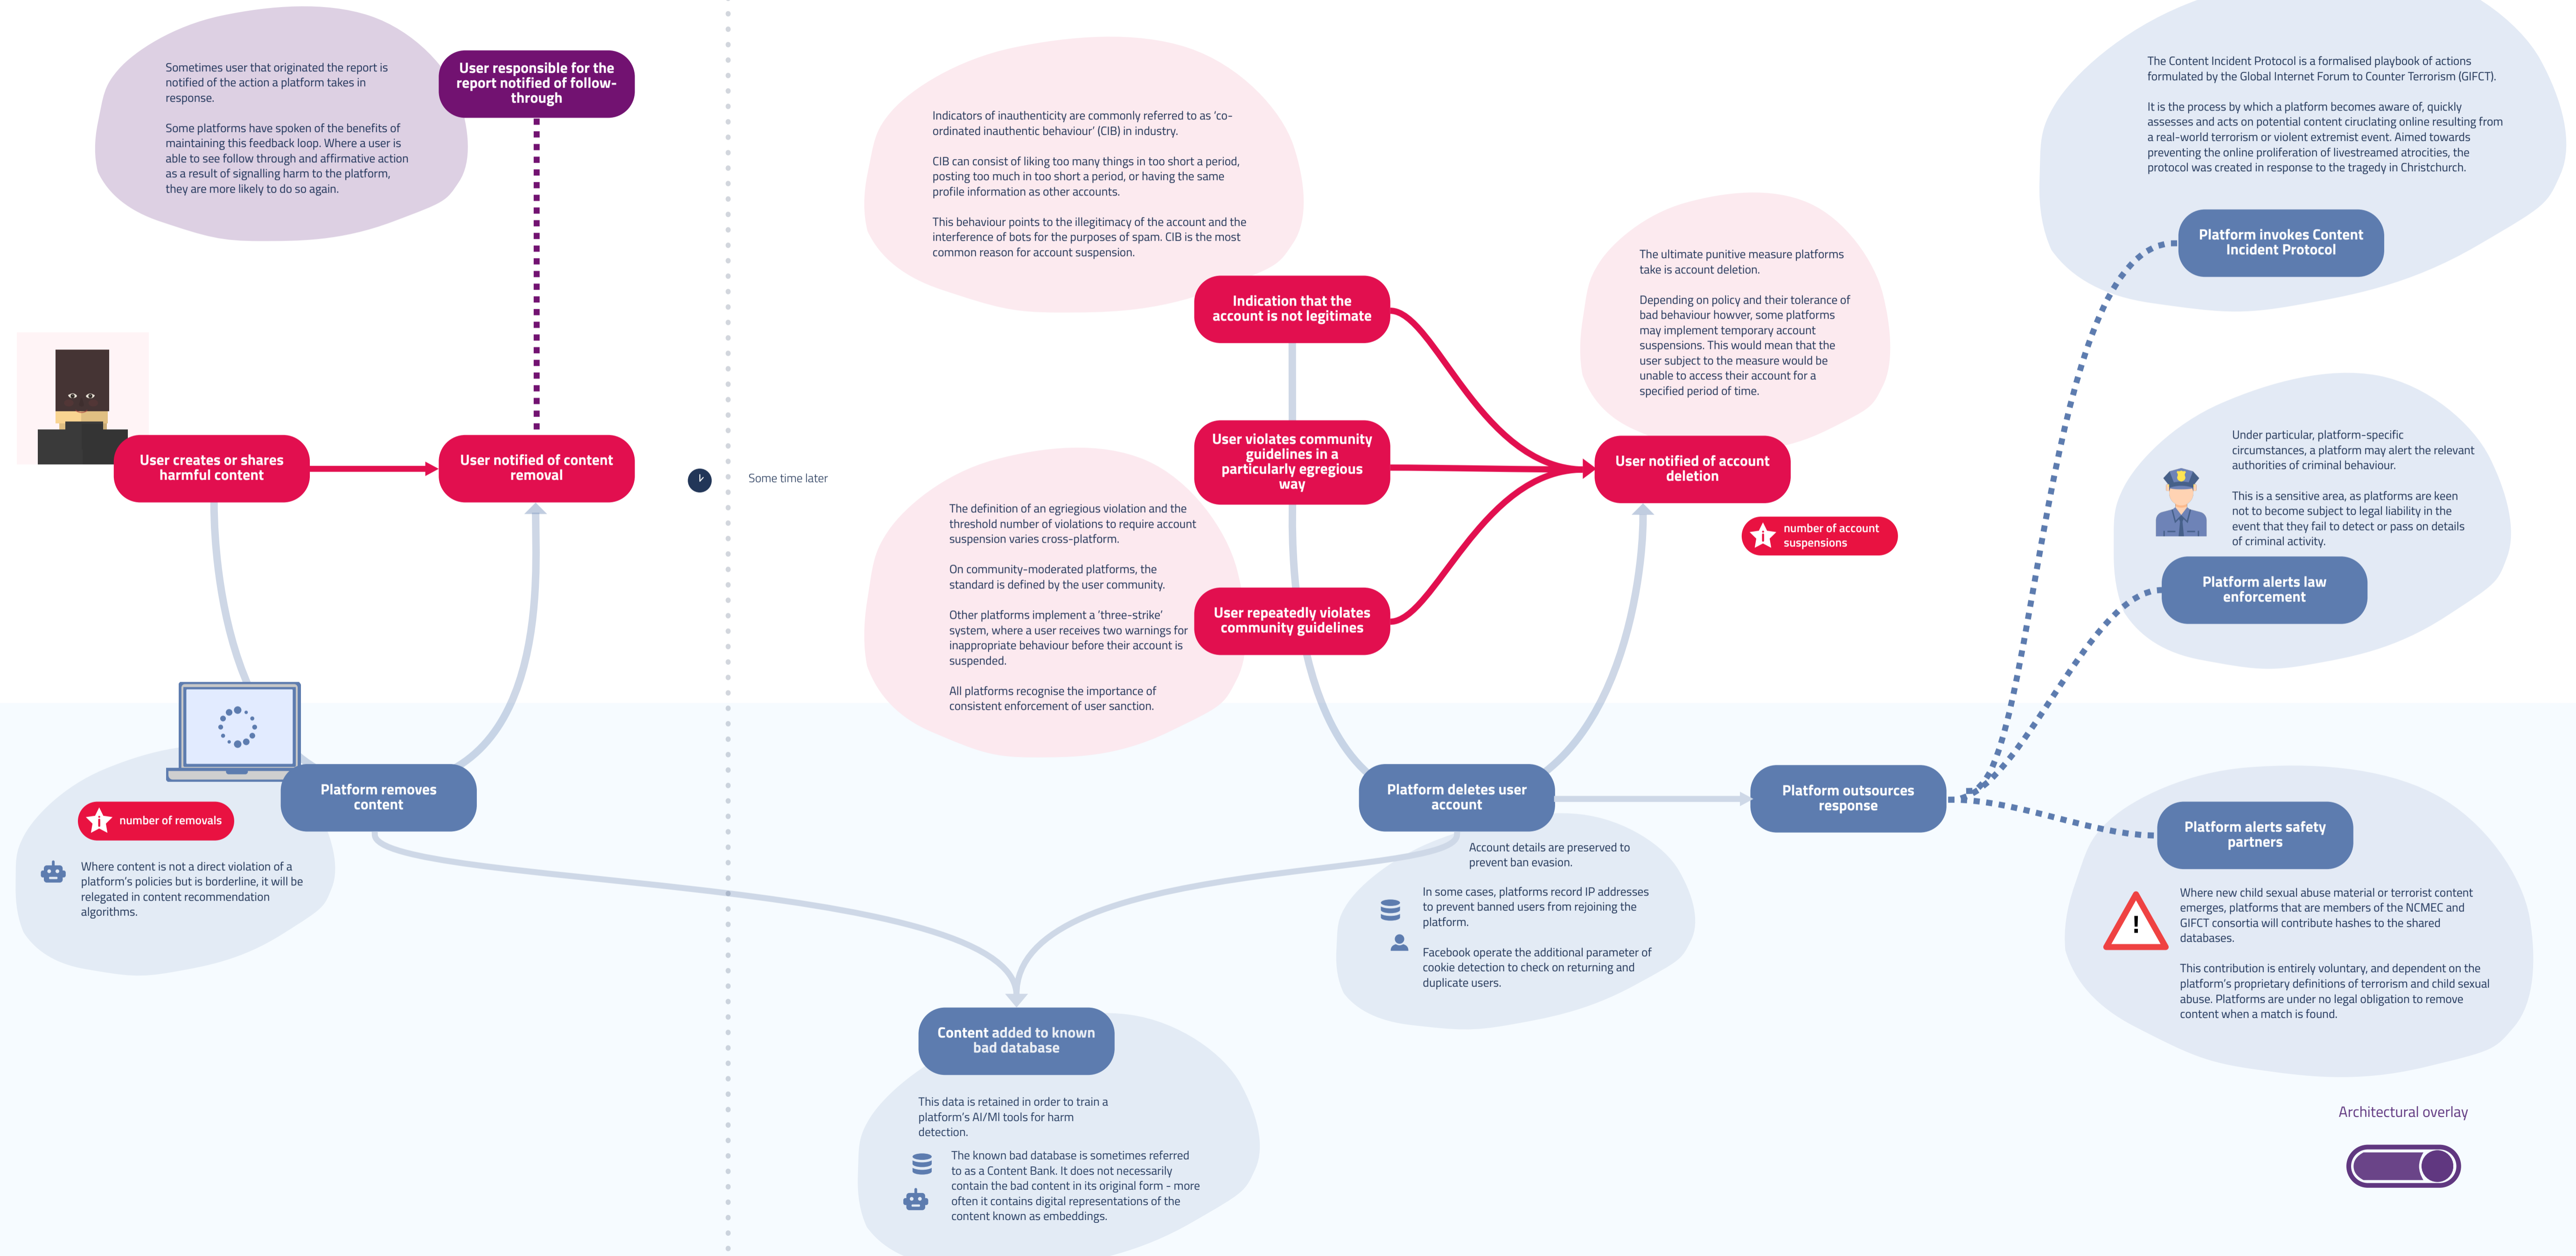 Sometimes user that originated the report is
notified of the action a platform takes in
response.
Some platforms have spoken of the benefits of
maintaining this feedback loop. Where a user is
able to see follow through and affirmative action
as a result of signalling harm to the platform,
they are more likely to do so again.
User responsible for the
report notified of follow-
through
User creates or shares
harmful content
User notified of content
removal
Some time later
Platform removes
content
number of removals
Where content is not a direct violation of a
platform's policies but is borderline, it will be
relegated in content recommendation
algorithms.
Indicators of inauthenticity are commonly referred to as 'co-
ordinated inauthentic behaviour' (CIB) in industry.
CIB can consist of liking too many things in too short a period,
posting too much in too short a period, or having the same
profile information as other accounts.
This behaviour points to the illegitimacy of the account and the
interference of bots for the purposes of spam. CIB is the most
common reason for account suspension.
Indication that the
account is not legitimate
User violates community
guidelines in a
particularly egregious
way
The definition of an egriegious violation and the
threshold number of violations to require account
suspension varies cross-platform.
On community-moderated platforms, the
standard is defined by the user community.
Other platforms implement a 'three-strike'
system, where a user receives two warnings for
inappropriate behaviour before their account is
suspended.
All platforms recognise the importance of
consistent enforcement of user sanction.
User repeatedly violates
community guidelines
The ultimate punitive measure platforms
take is account deletion.
Depending on policy and their tolerance of
bad behaviour howver, some platforms
may implement temporary account
suspensions. This would mean that the
user subject to the measure would be
unable to access their account for a
specified period of time.
User notified of account
deletion
number of account
suspensions
Platform deletes user
account
Account details are preserved to
prevent ban evasion.
In some cases, platforms record IP addresses
to prevent banned users from rejoining the
platform.
Facebook operate the additional parameter of
cookie detection to check on returning and
duplicate users.
Content added to known
bad database
This data is retained in order to train a
platform's AI/Ml tools for harm
detection.
The known bad database is sometimes referred
to as a Content Bank. It does not necessarily
contain the bad content in its original form - more
often it contains digital representations of the
content known as embeddings.
Platform outsources
response
The Content Incident Protocol is a formalised playbook of actions
formulated by the Global Internet Forum to Counter Terrorism (GIFCT).
It is the process by which a platform becomes aware of, quickly
assesses and acts on potential content ciruclating online resulting from
a real-world terrorism or violent extremist event. Aimed towards
preventing the online proliferation of livestreamed atrocities, the
protocol was created in response to the tragedy in Christchurch.
Platform invokes Content
Incident Protocol
Under particular, platform-specific
circumstances, a platform may alert the relevant
authorities of criminal behaviour.
This is a sensitive area, as platforms are keen
not to become subject to legal liability in the
event that they fail to detect or pass on details
of criminal activity.
Platform alerts law
enforcement
Platform alerts safety
partners
!
Where new child sexual abuse material or terrorist content
emerges, platforms that are members of the NCMEC and
GIFCT consortia will contribute hashes to the shared
databases.
This contribution is entirely voluntary, and dependent on the
platform's proprietary definitions of terrorism and child sexual
abuse. Platforms are under no legal obligation to remove
content when a match is found.
Architectural overlay